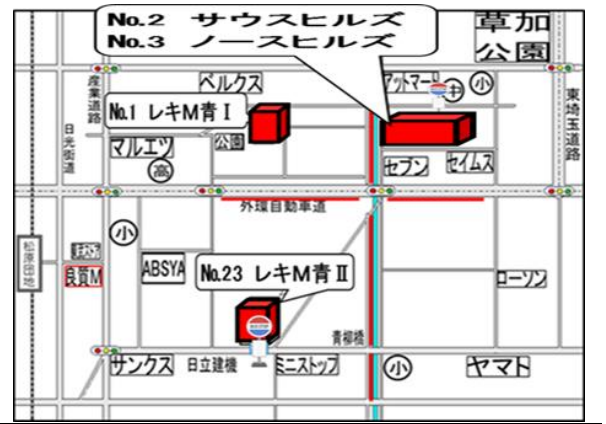 No.2 サウスヒルズ
No.3 ノースヒルズ
草加
公園
産業道路
ベルクス
アットマート
キ
小
東埼玉道路
No.1 レキM青Ⅰ
日光街道
マルエツ
公園
高
セブン
セイムス
外環自動車道
小
松原団地
良質M
ABSYA
No.23 レキM青Ⅱ
ローソン
青柳橋
サンクス
日立建機
ミニストップ
小
ヤマト